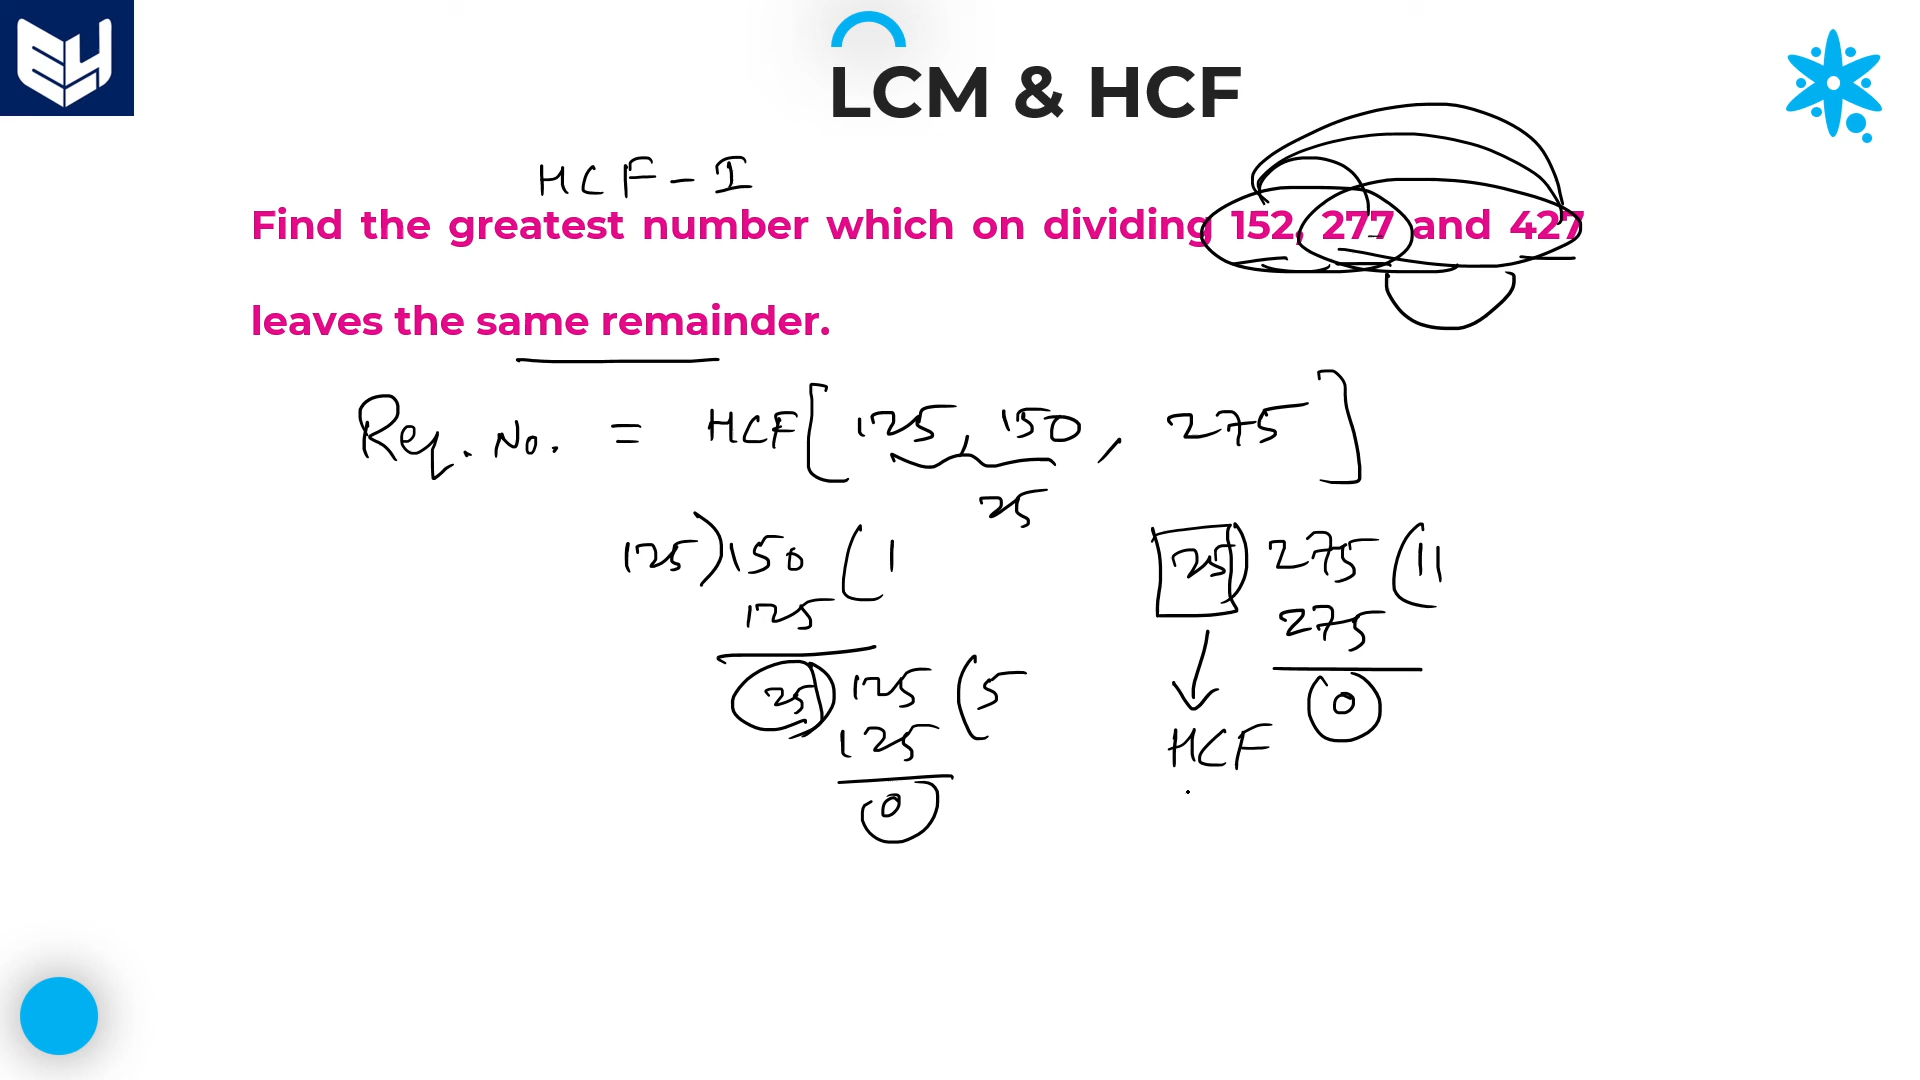 LCM & HCF
HCF - I
Find the greatest number which on dividing 152, 277 and 427
leaves the same remainder.
Req. No. = HCF [ 125, 150, 275 ]
25
125 ) 150 ( 1
125
25 ) 125 ( 5
125
0
25 ) 275 ( 11
275
0
HCF